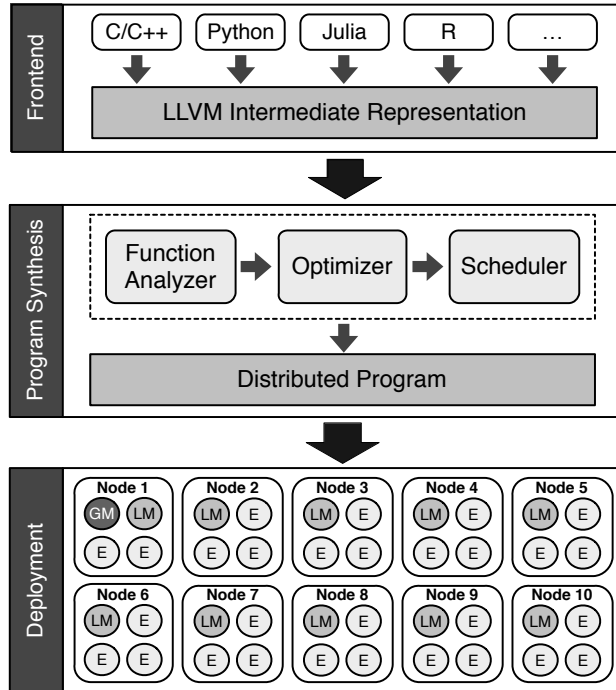 Frontend
C/C++ Python Julia R ...
LLVM Intermediate Representation
Program Synthesis
Function
Analyzer
Optimizer
Scheduler
Distributed Program
Deployment
Node 1 Node 2 Node 3 Node 4 Node 5
GM LM LM E LM E LM E LM E
E E E E E E E E E E
Node 6 Node 7 Node 8 Node 9 Node 10
LM E LM E LM E LM E LM E
E E E E E E E E E E